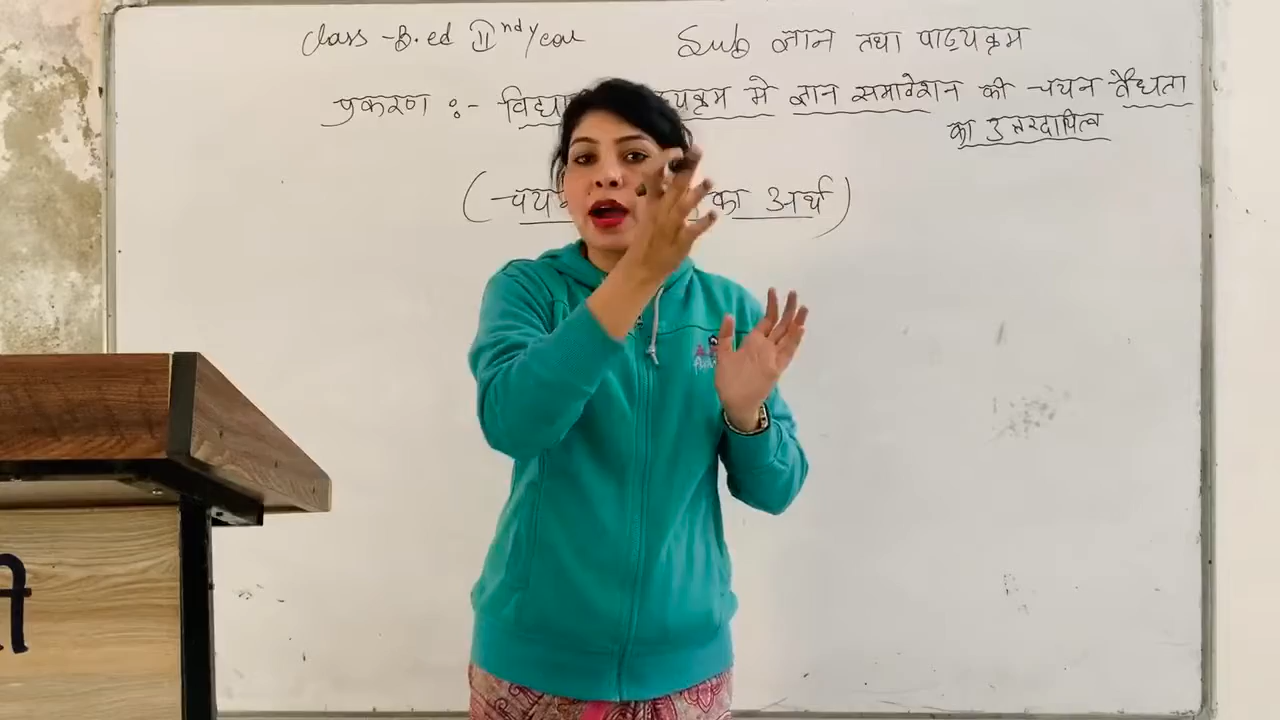 Class - B.ed IInd Year Sub ज्ञान तथा पाठ्यक्रम
प्रकरण :- में ज्ञान समावेशन की चयन वैधता
का उत्तरदायित्व
( का अर्थ )